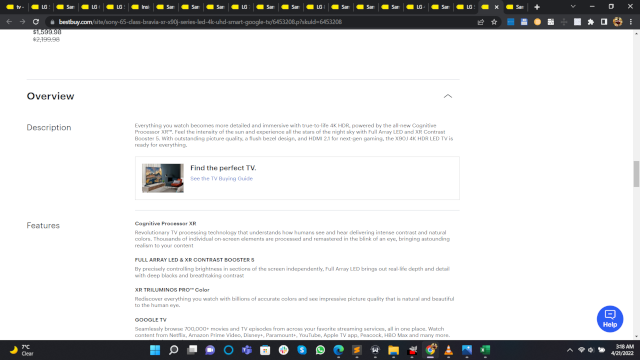 tv -
LG
LG
LG
LG
Insi
Sar
Sar
LG
Sar
Sar
Sar
LG
LG
Sar
LG
LG
Sar
Sar
bestbuy.com/site/sony-65-class-bravia-xr-x90j-series-led-4k-uhd-smart-google-tv/6453208.p?skuId=6453208
$1,599.98
$2,199.98
Overview
Description
Everything you watch becomes more detailed and immersive with true to life 4K HDR, powered by the all-new Cognitive
Processor XR™. Feel the intensity of the sun and experience all the stars of the night sky with Full Array LED and XR Contrast
Booster 5. With outstanding picture quality, a flush bezel design, and HDMI 2.1 for next-gen gaming, the X90J 4K HDR LED TV is
ready for everything.
Find the perfect TV.
See the TV Buying Guide
Features
Cognitive Processor XR
Revolutionary TV processing technology that understands how humans see and hear delivering intense contrast and natural
colors. Thousands of individual on screen elements are processed and remastered in the blink of an eye, bringing astounding
realism to your content
FULL ARRAY LED & XR CONTRAST BOOSTER 5
By precisely controlling brightness in sections of the screen independently, Full Array LED brings out real-life depth and detail
with deep blacks and breathtaking contrast
XR TRILUMINOS PRO™ Color
Rediscover everything you watch with billions of accurate colors and see impressive picture quality that is natural and beautiful
to the human eye.
GOOGLE TV
Seamlessly browse 700,000+ movies and TV episodes from across your favorite streaming services, all in one place. Watch
content from Netflix, Amazon Prime Video, Disney+, Paramount+, YouTube, Apple TV app, Peacock, HBO Max and many more.
Help
7°C
Clear
3:18 AM
4/21/2023